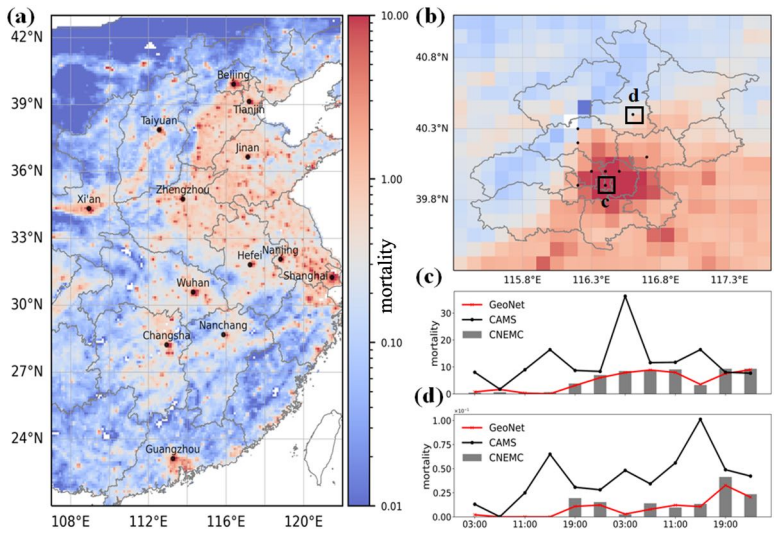 (a)
42°N
39°N
36°N
33°N
30°N
27°N
24°N
108°E
112°E
116°E
120°E
Beijing
Tianjin
Taiyuan
Jinan
Xi'an
Zhengzhou
Hefei
Nanjing
Shanghai
Wuhan
Nanchang
Changsha
Guangzhou
10.00
1.00
0.10
0.01
mortality
(b)
40.8°N
40.3°N
39.8°N
115.8°E
116.3°E
116.8°E
117.3°E
d
c
(c)
mortality
30
20
10
0
GeoNet
CAMS
CNEMC
(d)
×10⁻¹
mortality
1.00
0.75
0.50
0.25
0.00
GeoNet
CAMS
CNEMC
03:00
11:00
19:00
03:00
11:00
19:00